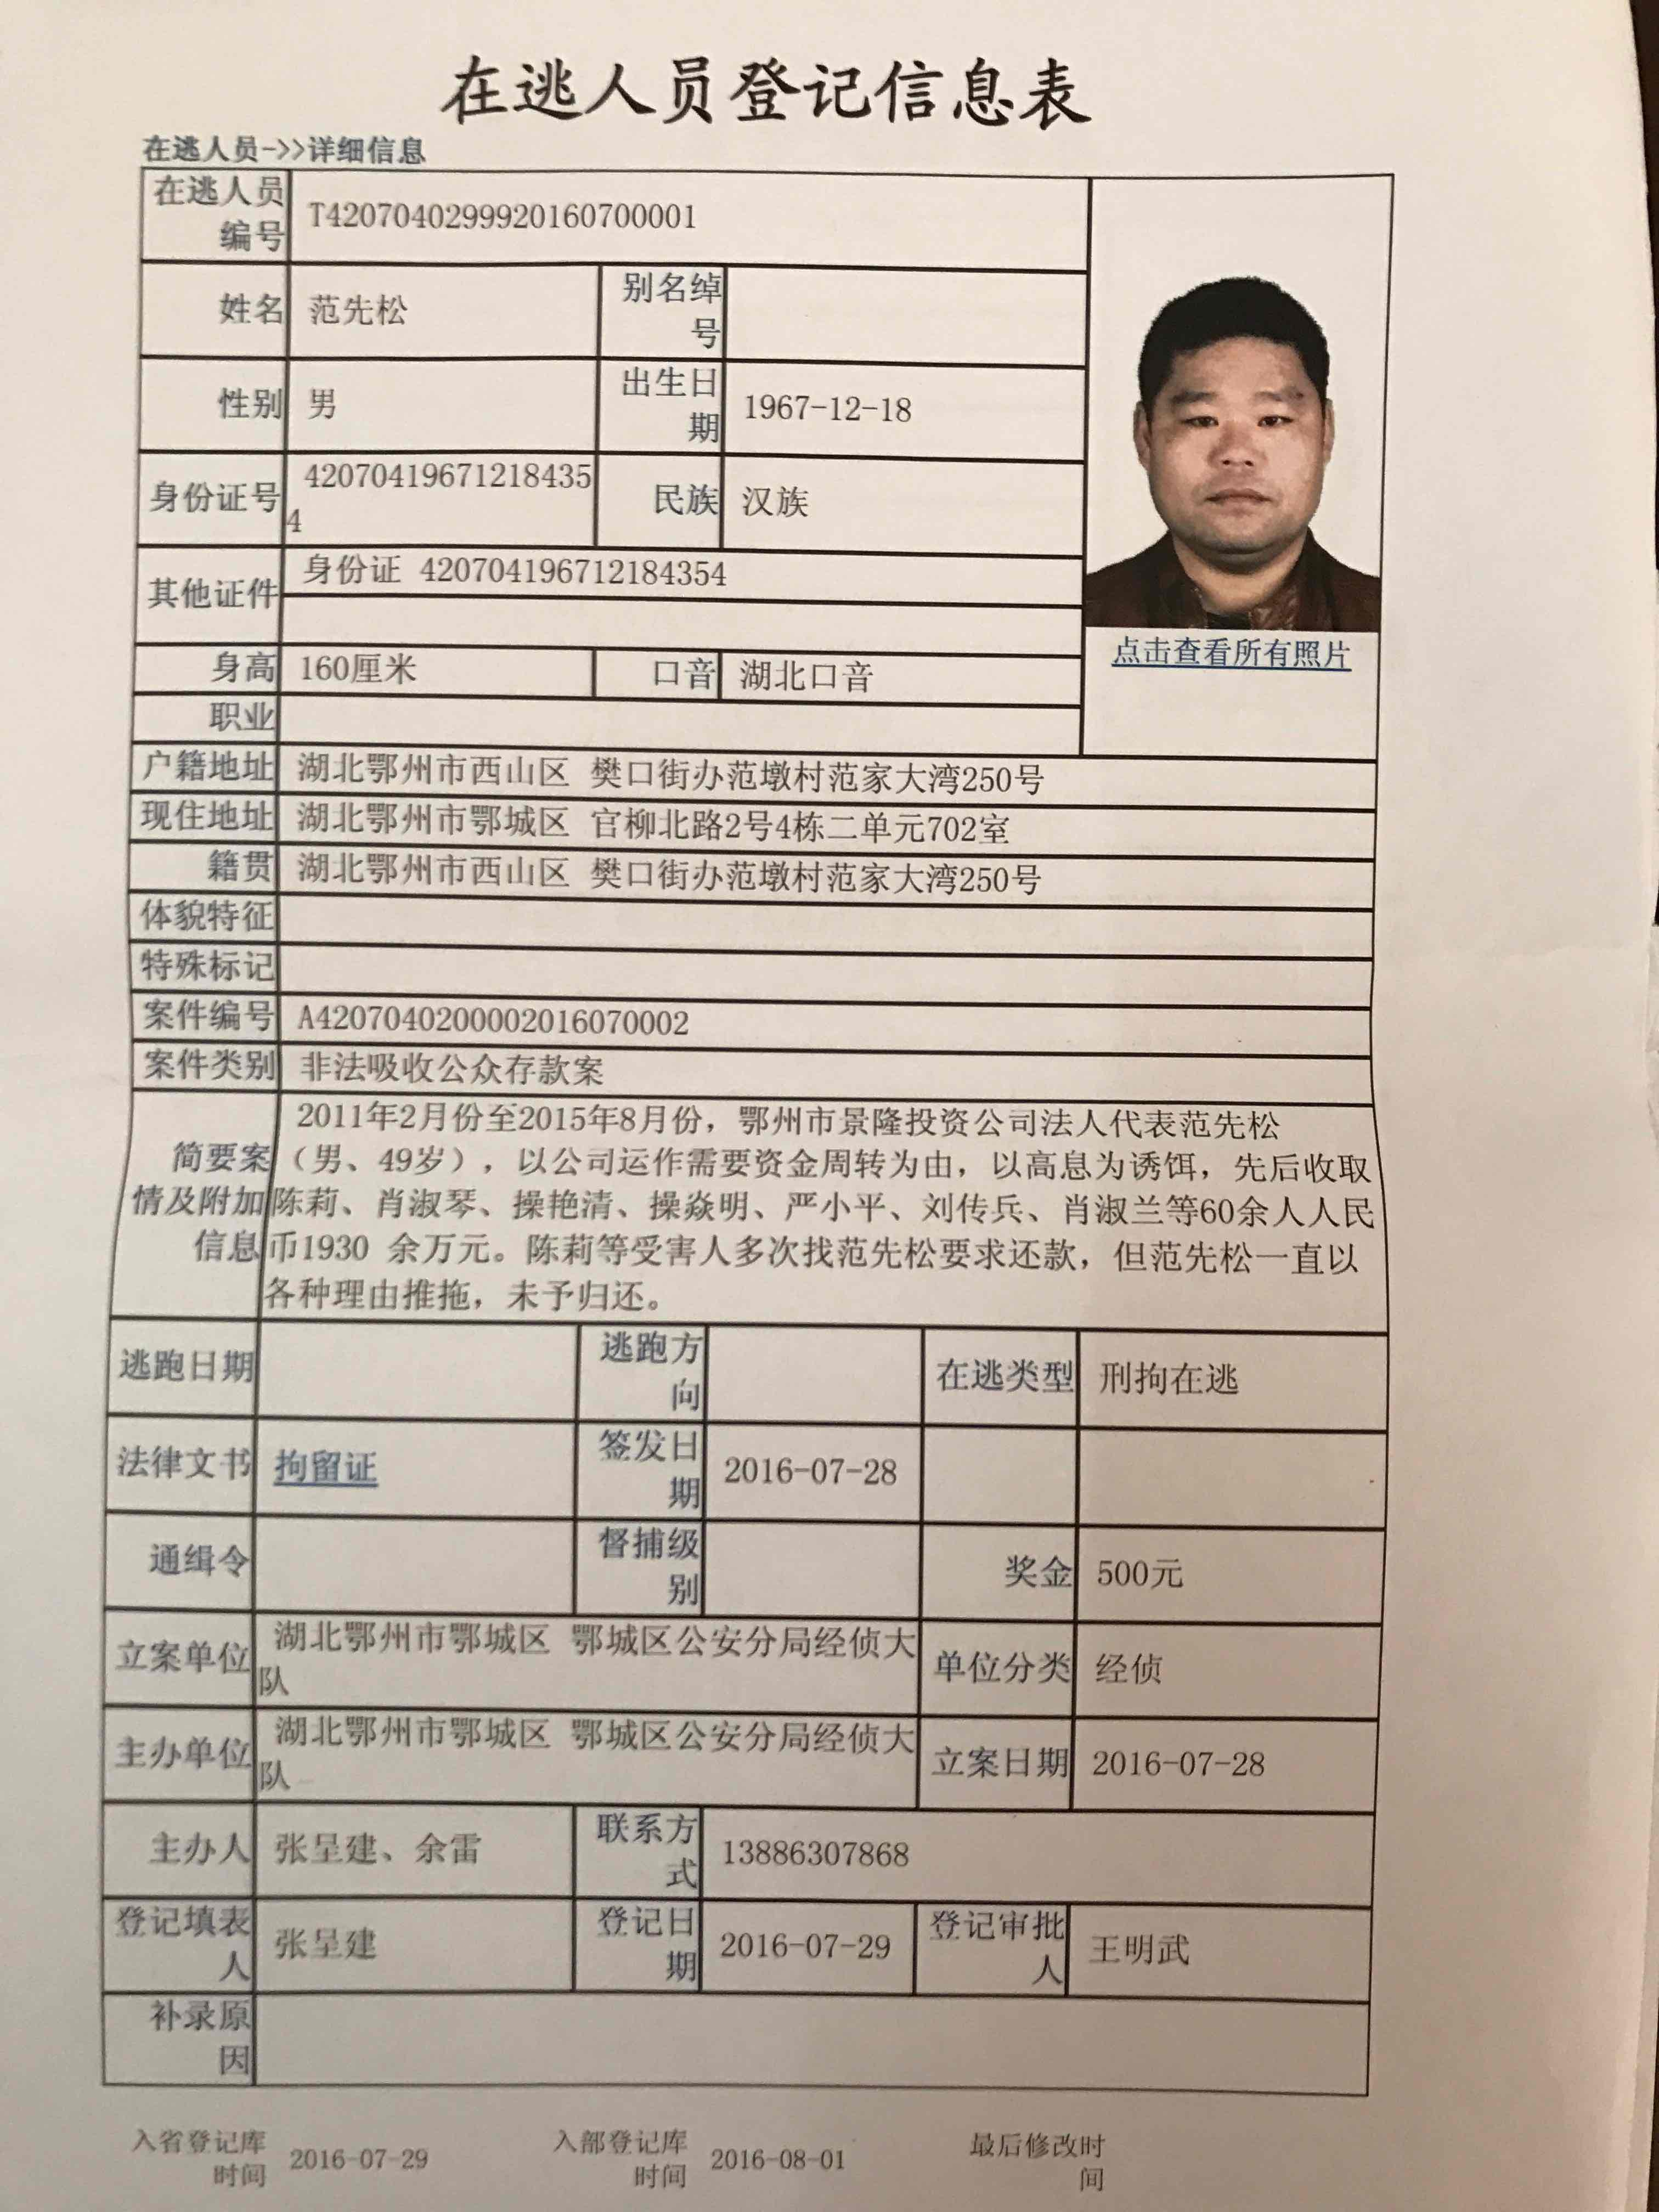 在逃人员登记信息表
在逃人员->>详细信息
在逃人员
编号
T4207040299920160700001
姓名
范先松
别名绰
号
性别
男
出生日
期
1967-12-18
身份证号
42070419671218435
4
民族
汉族
其他证件
身份证 420704196712184354
点击查看所有照片
身高
160厘米
口音
湖北口音
职业
户籍地址
湖北鄂州市西山区 樊口街办范墩村范家大湾250号
现住地址
湖北鄂州市鄂城区 官柳北路2号4栋二单元702室
籍贯
湖北鄂州市西山区 樊口街办范墩村范家大湾250号
体貌特征
特殊标记
案件编号
A4207040200002016070002
案件类别
非法吸收公众存款案
简要案
情及附加
信息
2011年2月份至2015年8月份，鄂州市景隆投资公司法人代表范先松
（男、49岁），以公司运作需要资金周转为由，以高息为诱饵，先后收取
陈莉、肖淑琴、操艳清、操焱明、严小平、刘传兵、肖淑兰等60余人人民
币1930 余万元。陈莉等受害人多次找范先松要求还款，但范先松一直以
各种理由推拖，未予归还。
逃跑日期
逃跑方
向
在逃类型
刑拘在逃
法律文书
拘留证
签发日
期
2016-07-28
通缉令
督捕级
别
奖金
500元
立案单位
湖北鄂州市鄂城区 鄂城区公安分局经侦大
队
单位分类
经侦
主办单位
湖北鄂州市鄂城区 鄂城区公安分局经侦大
队
立案日期
2016-07-28
主办人
张呈建、余雷
联系方
式
13886307868
登记填表
人
张呈建
登记日
期
2016-07-29
登记审批
人
王明武
补录原
因
入省登记库
时间
2016-07-29
入部登记库
时间
2016-08-01
最后修改时
间